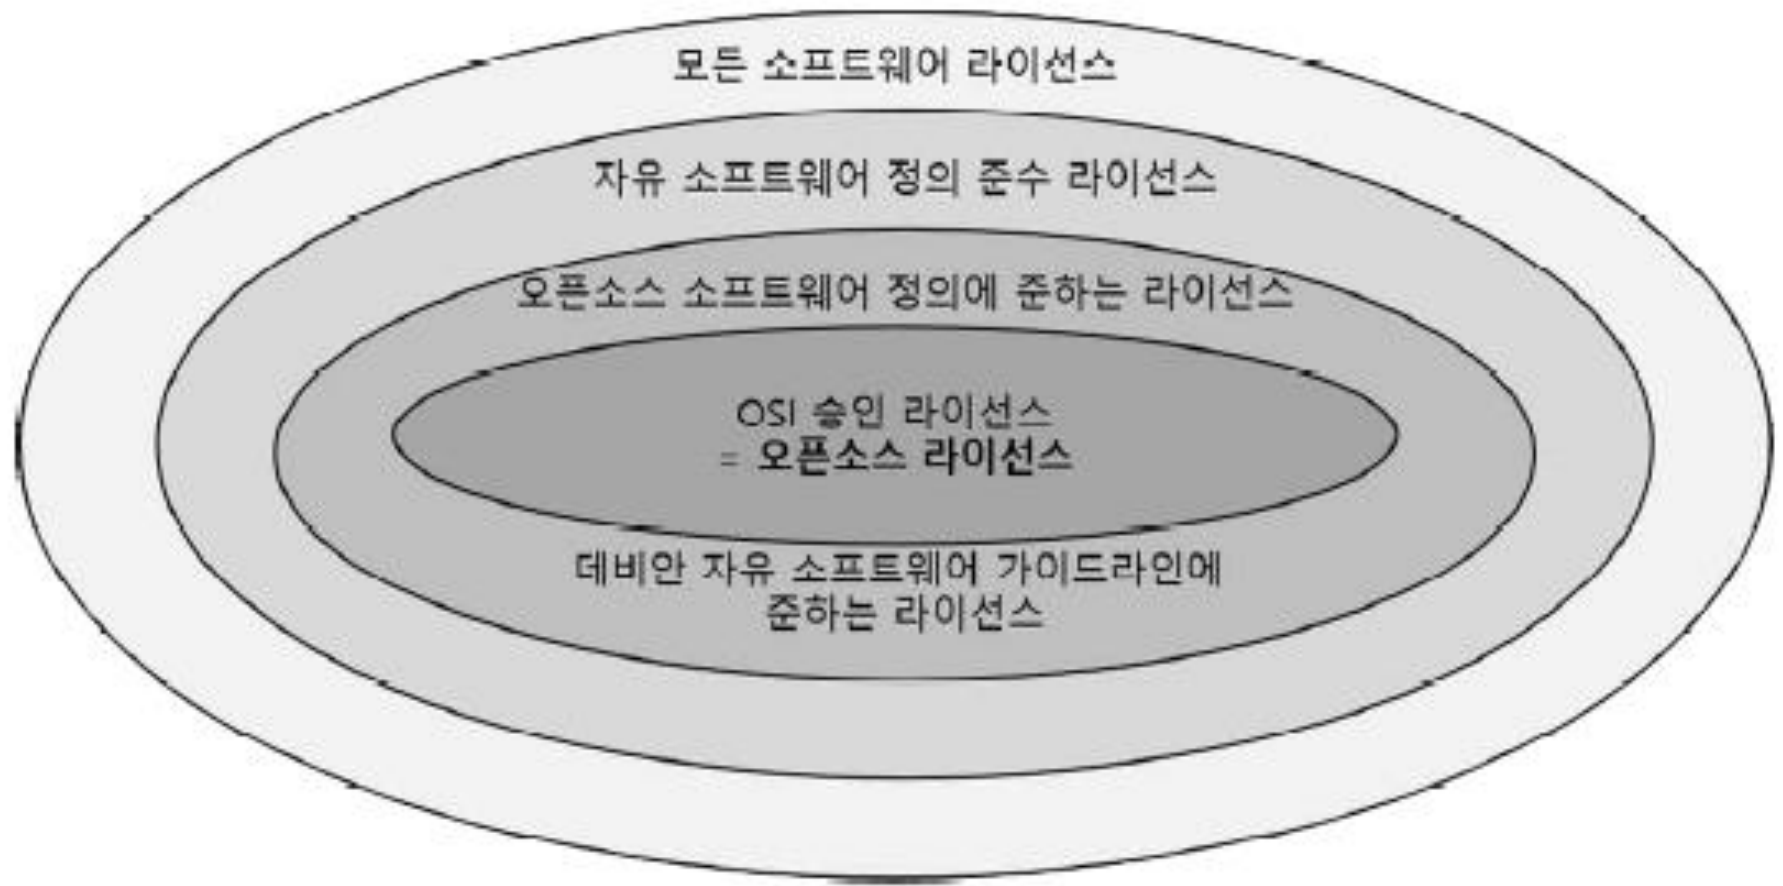 모든 소프트웨어 라이선스
자유 소프트웨어 정의 준수 라이선스
오픈소스 소프트웨어 정의에 준하는 라이선스
OSI 승인 라이선스
= 오픈소스 라이선스
데비안 자유 소프트웨어 가이드라인에
준하는 라이선스